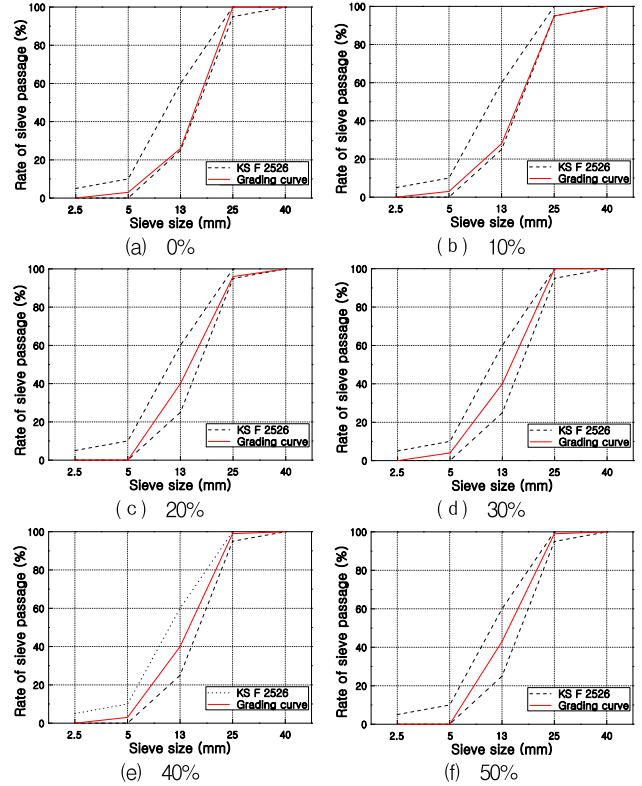 Rate of sieve passage (%)
100
80
60
40
20
0
KS F 2526
Grading curve
2.5 5 13 25 40
Sieve size (mm)
(a) 0%
Rate of sieve passage (%)
100
80
60
40
20
0
KS F 2526
Grading curve
2.5 5 13 25 40
Sieve size (mm)
(b) 10%
Rate of sieve passage (%)
100
80
60
40
20
0
KS F 2526
Grading curve
2.5 5 13 25 40
Sieve size (mm)
(c) 20%
Rate of sieve passage (%)
100
80
60
40
20
0
KS F 2526
Grading curve
2.5 5 13 25 40
Sieve size (mm)
(d) 30%
Rate of sieve passage (%)
100
80
60
40
20
0
KS F 2526
Grading curve
2.5 5 13 25 40
Sieve size (mm)
(e) 40%
Rate of sieve passage (%)
100
80
60
40
20
0
KS F 2526
Grading curve
2.5 5 13 25 40
Sieve size (mm)
(f) 50%